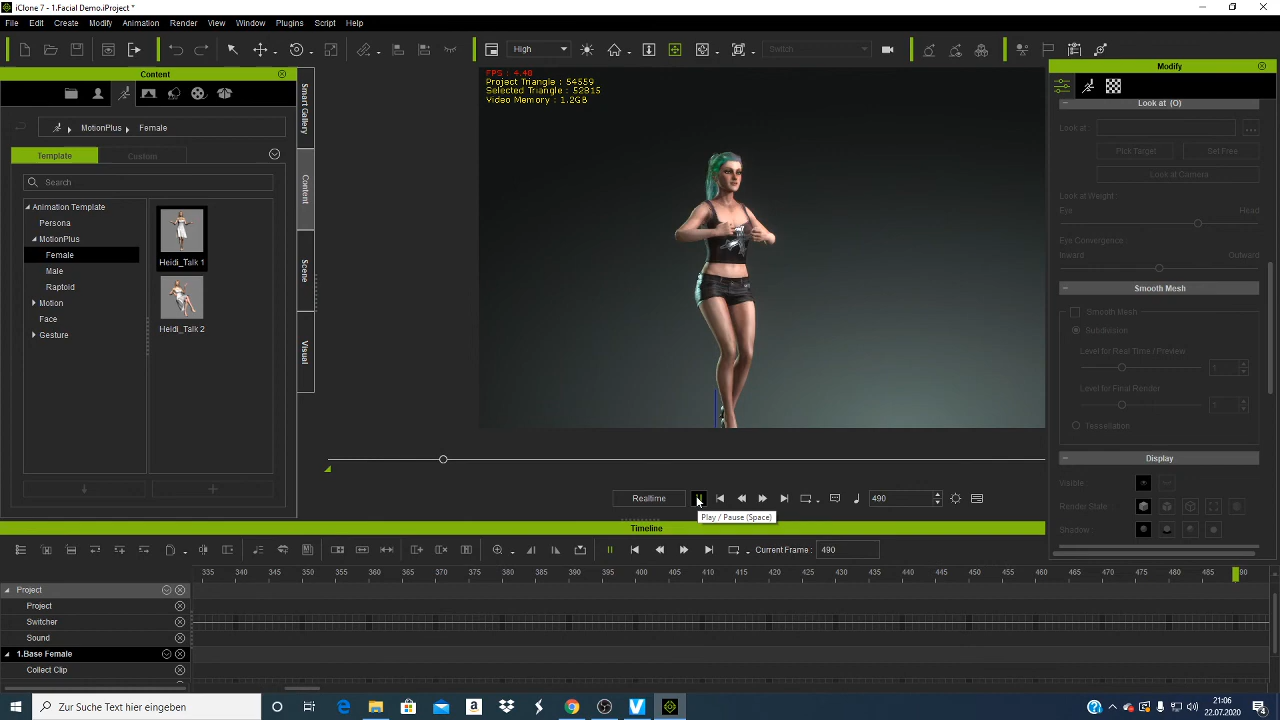 iClone 7 - 1.Facial Demo.iProject *
File Edit Create Modify Animation Render View Window Plugins Script Help
High
Switch
Content
Modify
FPS : 4.40
Project Triangle : 54559
Selected Triangle : 52815
Video Memory : 1.2GB
Smart Gallery
Content
Scene
Visual
MotionPlus Female
Template Custom
Search
Animation Template
Persona
MotionPlus
Female
Male
Raptoid
Motion
Face
Gesture
Heidi_Talk 1
Heidi_Talk 2
Look at (O)
Look at
Pick Target Set Free
Look at Camera
Look at Weight
Eye Head
Eye Convergence
Inward Outward
Smooth Mesh
Smooth Mesh
Subdivision
Level for Real Time / Preview
Level for Final Render
Tessellation
Display
Visible
Render State
Shadow
Realtime
490
Play / Pause (Space)
Timeline
Current Frame : 490
335 340 345 350 355 360 365 370 375 380 385 390 395 400 405 410 415 420 425 430 435 440 445 450 455 460 465 470 475 480 485 490
Project
Project
Switcher
Sound
1.Base Female
Collect Clip
Zur Suche Text hier eingeben
21:06
22.07.2020